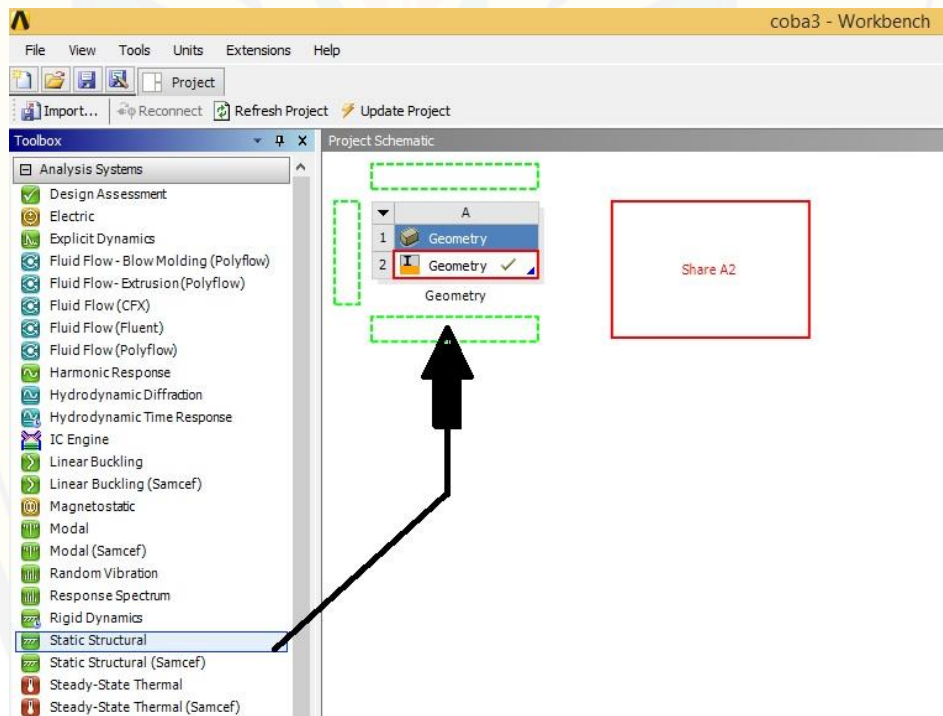 coba3 - Workbench
File View Tools Units Extensions Help
Project
Import... Reconnect Refresh Project Update Project
Toolbox
Project Schematic
Analysis Systems
Design Assessment
Electric
Explicit Dynamics
Fluid Flow - Blow Molding (Polyflow)
Fluid Flow - Extrusion (Polyflow)
Fluid Flow (CFX)
Fluid Flow (Fluent)
Fluid Flow (Polyflow)
Harmonic Response
Hydrodynamic Diffraction
Hydrodynamic Time Response
IC Engine
Linear Buckling
Linear Buckling (Samcef)
Magnetostatic
Modal
Modal (Samcef)
Random Vibration
Response Spectrum
Rigid Dynamics
Static Structural
Static Structural (Samcef)
Steady-State Thermal
Steady-State Thermal (Samcef)
A
1 Geometry
2 Geometry
Geometry
Share A2